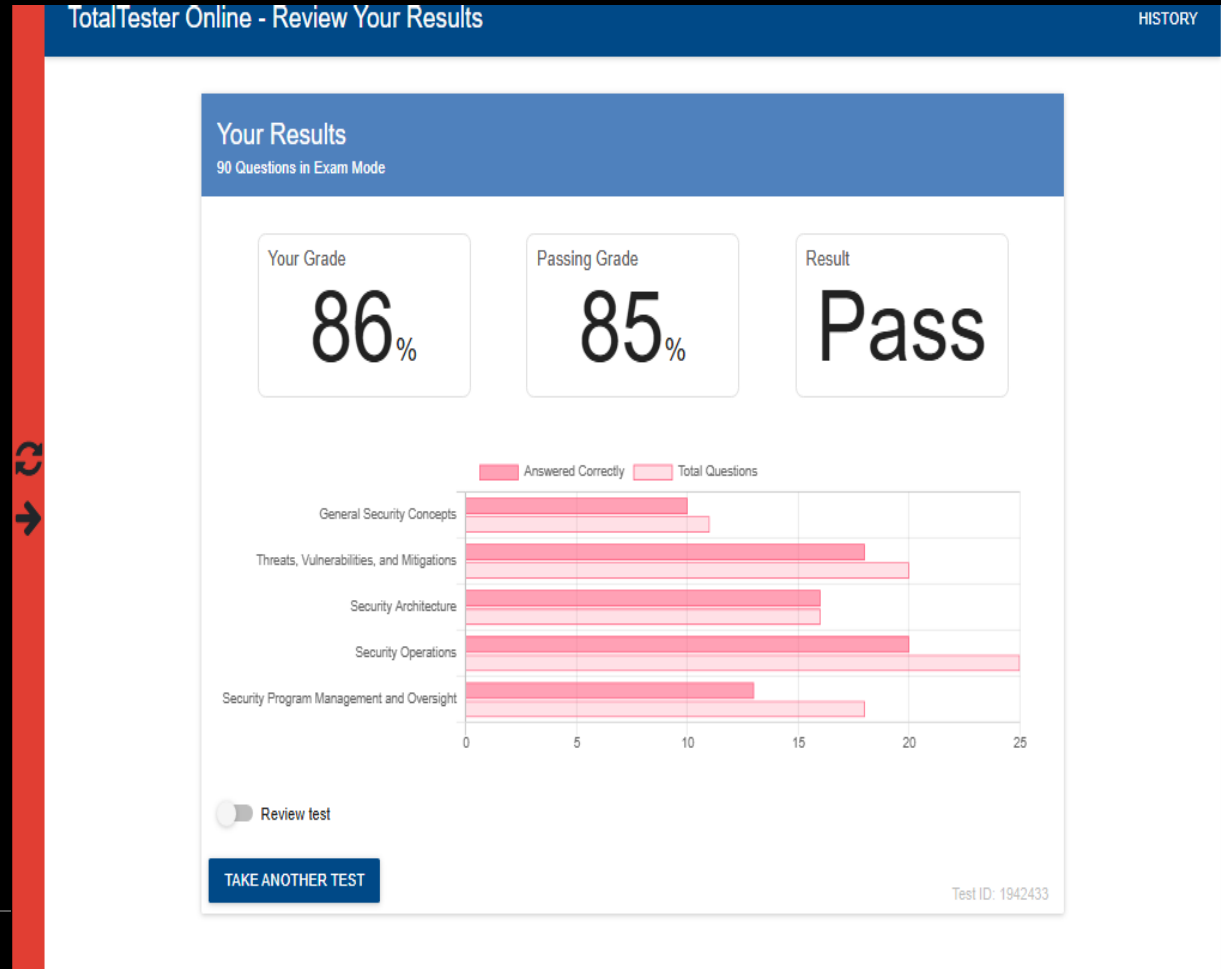 TotalTester Online - Review Your Results
HISTORY
Your Results
90 Questions in Exam Mode
Your Grade
86%
Passing Grade
85%
Result
Pass
Answered Correctly
Total Questions
General Security Concepts
Threats, Vulnerabilities, and Mitigations
Security Architecture
Security Operations
Security Program Management and Oversight
0 5 10 15 20 25
Review test
TAKE ANOTHER TEST
Test ID: 1942433